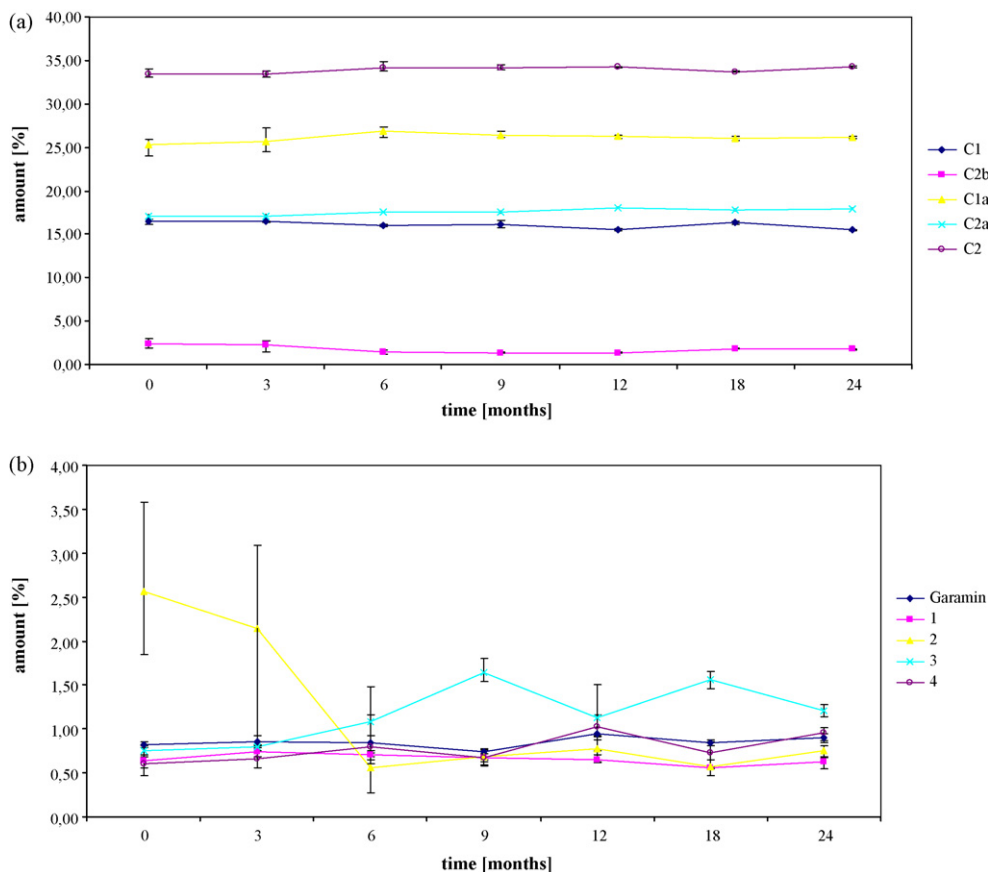 (a)
amount [%]
40,00
35,00
30,00
25,00
20,00
15,00
10,00
5,00
0,00
0 3 6 9 12 18 24
time [months]
C1
C2b
C1a
C2a
C2
(b)
amount [%]
4,00
3,50
3,00
2,50
2,00
1,50
1,00
0,50
0,00
0 3 6 9 12 18 24
time [months]
Garamin
1
2
3
4